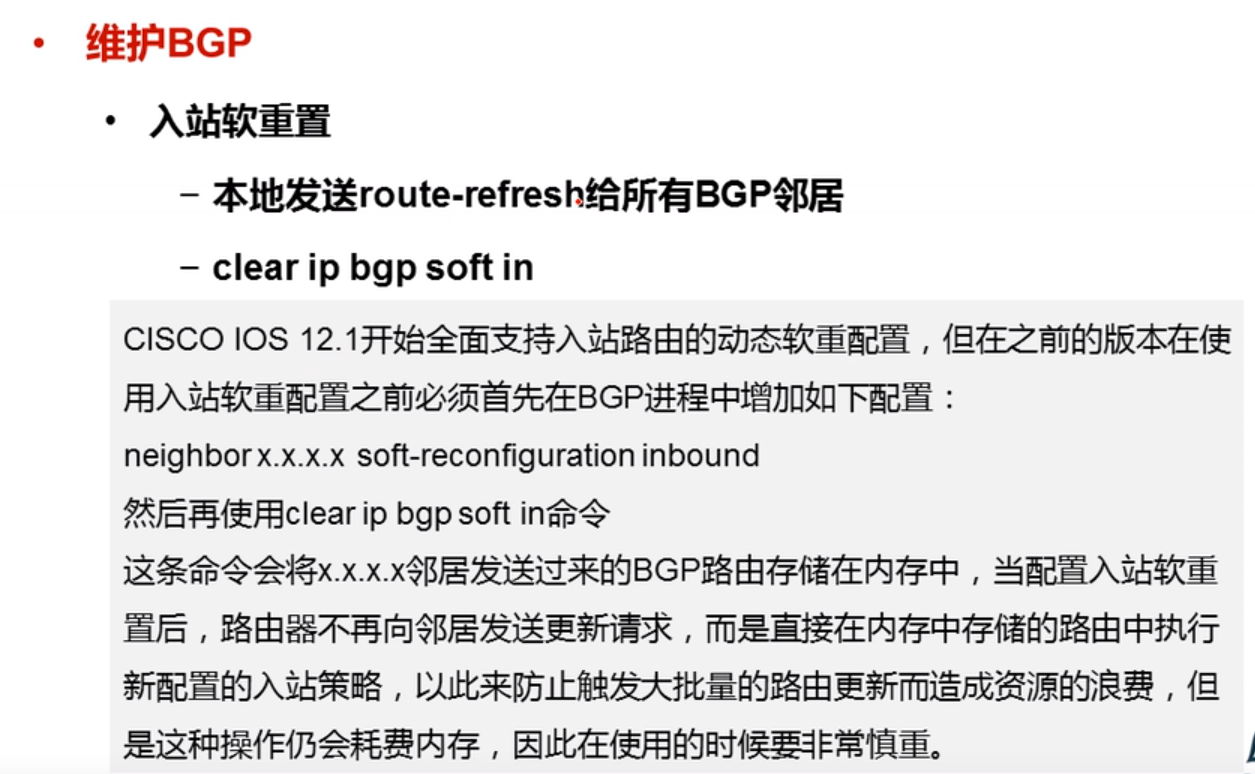 • 维护BGP
• 入站软重置
– 本地发送route-refresh给所有BGP邻居
– clear ip bgp soft in
CISCO IOS 12.1开始全面支持入站路由的动态软重配置，但在之前的版本在使
用入站软重配置之前必须首先在BGP进程中增加如下配置：
neighbor x.x.x.x soft-reconfiguration inbound
然后再使用clear ip bgp soft in命令
这条命令会将x.x.x.x邻居发送过来的BGP路由存储在内存中，当配置入站软重
置后，路由器不再向邻居发送更新请求，而是直接在内存中存储的路由中执行
新配置的入站策略，以此来防止触发大批量的路由更新而造成资源的浪费，但
是这种操作仍会耗费内存，因此在使用的时候要非常慎重。